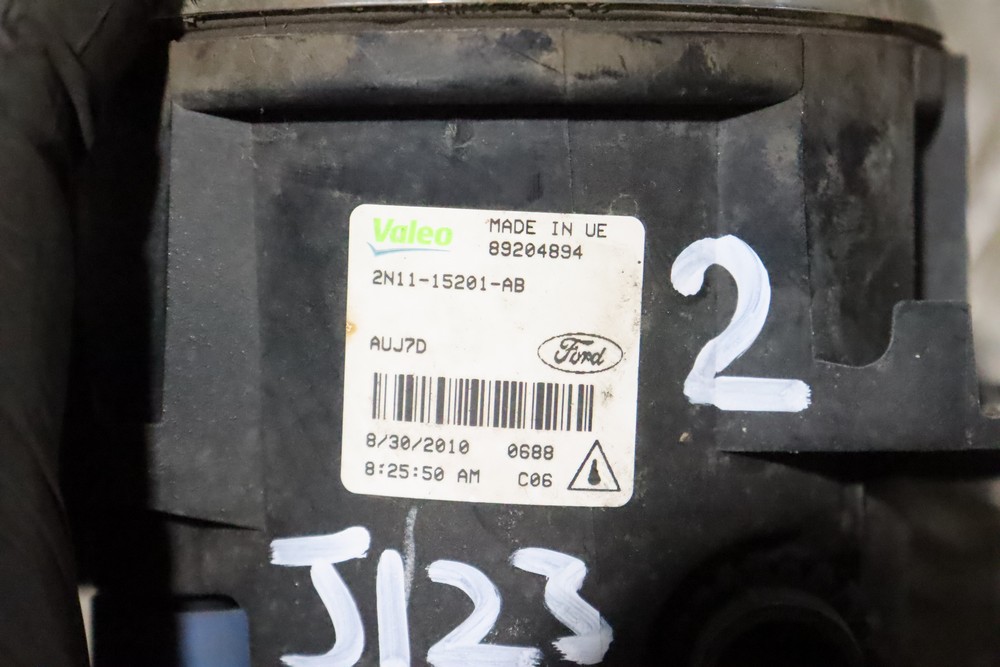 Valeo
MADE IN UE
89204894
2N11-15201-AB
AUJ7D
Ford
8/30/2010 0688
8:25:50 AM C06
2
J123